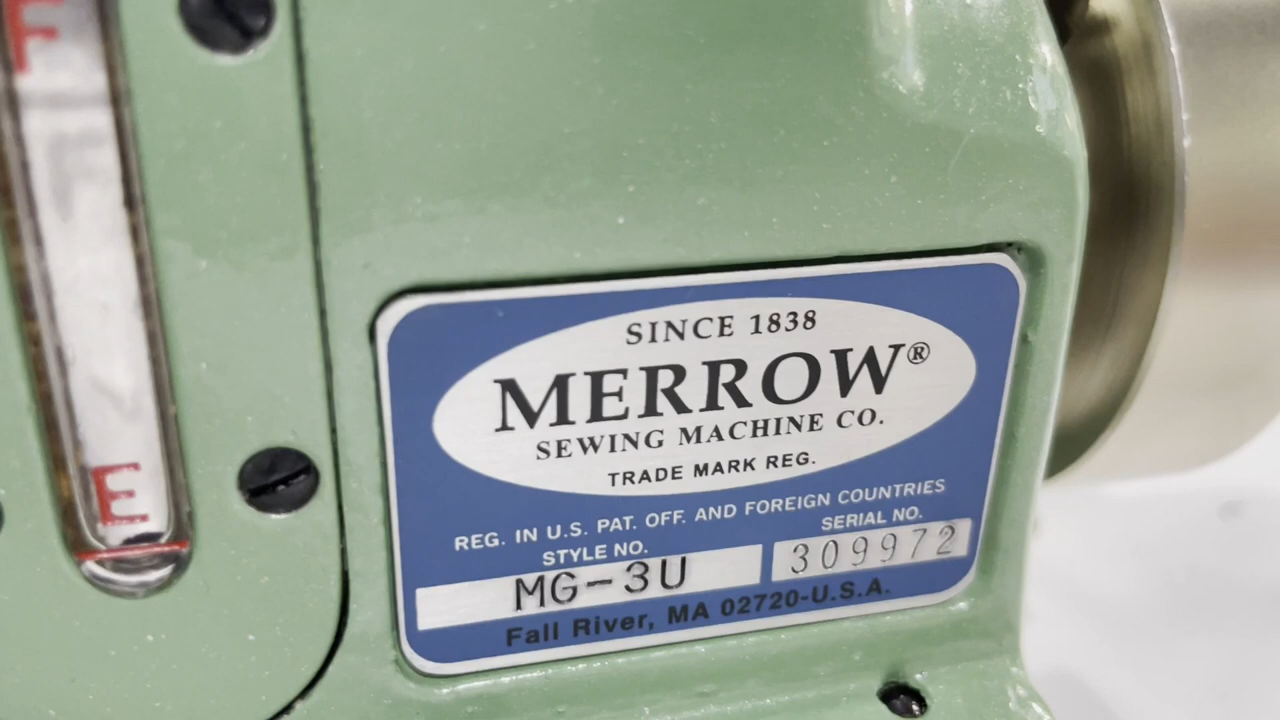 F
E
SINCE 1838
MERROW®
SEWING MACHINE CO.
TRADE MARK REG.
REG. IN U.S. PAT. OFF. AND FOREIGN COUNTRIES
STYLE NO. SERIAL NO.
MG-3U 309972
Fall River, MA 02720-U.S.A.